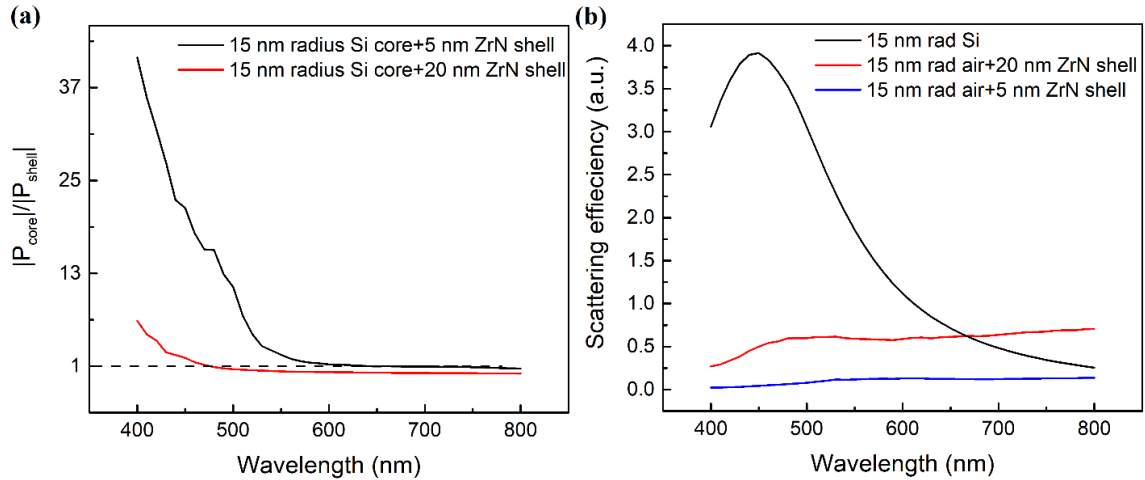 (a)
15 nm radius Si core+5 nm ZrN shell
15 nm radius Si core+20 nm ZrN shell
37
25
13
1
|P_core|/|P_shell|
400 500 600 700 800
Wavelength (nm)
(b)
15 nm rad Si
15 nm rad air+20 nm ZrN shell
15 nm rad air+5 nm ZrN shell
4.0
3.5
3.0
2.5
2.0
1.5
1.0
0.5
0.0
Scattering effieciency (a.u.)
400 500 600 700 800
Wavelength (nm)